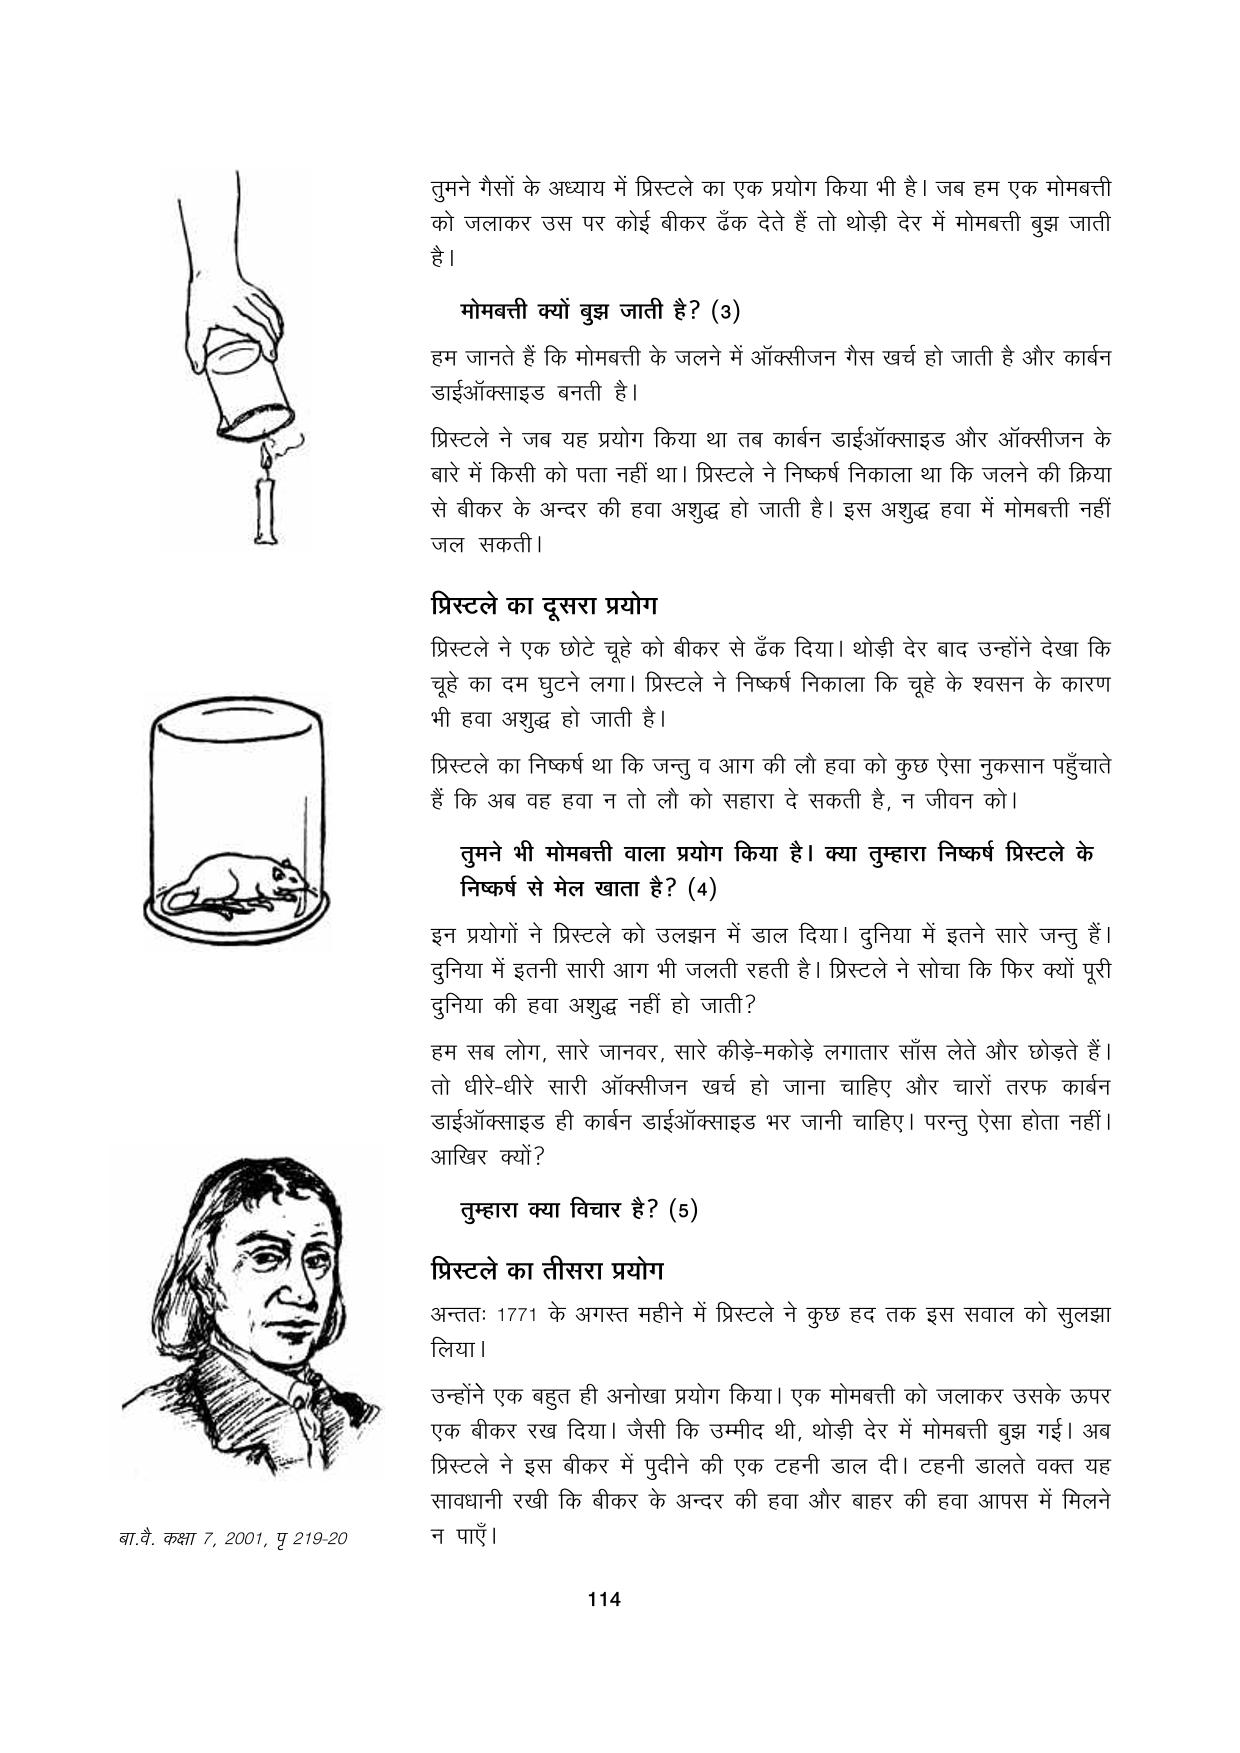 तुमने गैसों के अध्याय में प्रिस्टले का एक प्रयोग किया भी है। जब हम एक मोमबत्ती
को जलाकर उस पर कोई बीकर ढँक देते हैं तो थोड़ी देर में मोमबत्ती बुझ जाती
है।
मोमबत्ती क्यों बुझ जाती है? (3)
हम जानते हैं कि मोमबत्ती के जलने में ऑक्सीजन गैस खर्च हो जाती है और कार्बन
डाईऑक्साइड बनती है।
प्रिस्टले ने जब यह प्रयोग किया था तब कार्बन डाईऑक्साइड और ऑक्सीजन के
बारे में किसी को पता नहीं था। प्रिस्टले ने निष्कर्ष निकाला था कि जलने की क्रिया
से बीकर के अन्दर की हवा अशुद्ध हो जाती है। इस अशुद्ध हवा में मोमबत्ती नहीं
जल सकती।
प्रिस्टले का दूसरा प्रयोग
प्रिस्टले ने एक छोटे चूहे को बीकर से ढँक दिया। थोड़ी देर बाद उन्होंने देखा कि
चूहे का दम घुटने लगा। प्रिस्टले ने निष्कर्ष निकाला कि चूहे के श्वसन के कारण
भी हवा अशुद्ध हो जाती है।
प्रिस्टले का निष्कर्ष था कि जन्तु व आग की लौ हवा को कुछ ऐसा नुकसान पहुँचाते
हैं कि अब वह हवा न तो लौ को सहारा दे सकती है, न जीवन को।
तुमने भी मोमबत्ती वाला प्रयोग किया है। क्या तुम्हारा निष्कर्ष प्रिस्टले के
निष्कर्ष से मेल खाता है? (4)
इन प्रयोगों ने प्रिस्टले को उलझन में डाल दिया। दुनिया में इतने सारे जन्तु हैं।
दुनिया में इतनी सारी आग भी जलती रहती है। प्रिस्टले ने सोचा कि फिर क्यों पूरी
दुनिया की हवा अशुद्ध नहीं हो जाती?
हम सब लोग, सारे जानवर, सारे कीड़े-मकोड़े लगातार साँस लेते और छोड़ते हैं।
तो धीरे-धीरे सारी ऑक्सीजन खर्च हो जाना चाहिए और चारों तरफ कार्बन
डाईऑक्साइड ही कार्बन डाईऑक्साइड भर जानी चाहिए। परन्तु ऐसा होता नहीं।
आखिर क्यों?
तुम्हारा क्या विचार है? (5)
प्रिस्टले का तीसरा प्रयोग
अन्ततः 1771 के अगस्त महीने में प्रिस्टले ने कुछ हद तक इस सवाल को सुलझा
लिया।
उन्होंने एक बहुत ही अनोखा प्रयोग किया। एक मोमबत्ती को जलाकर उसके ऊपर
एक बीकर रख दिया। जैसी कि उम्मीद थी, थोड़ी देर में मोमबत्ती बुझ गई। अब
प्रिस्टले ने इस बीकर में पुदीने की एक टहनी डाल दी। टहनी डालते वक्त यह
सावधानी रखी कि बीकर के अन्दर की हवा और बाहर की हवा आपस में मिलने
न पाएँ।
बा.वै. कक्षा 7, 2001, पृ 219-20
114